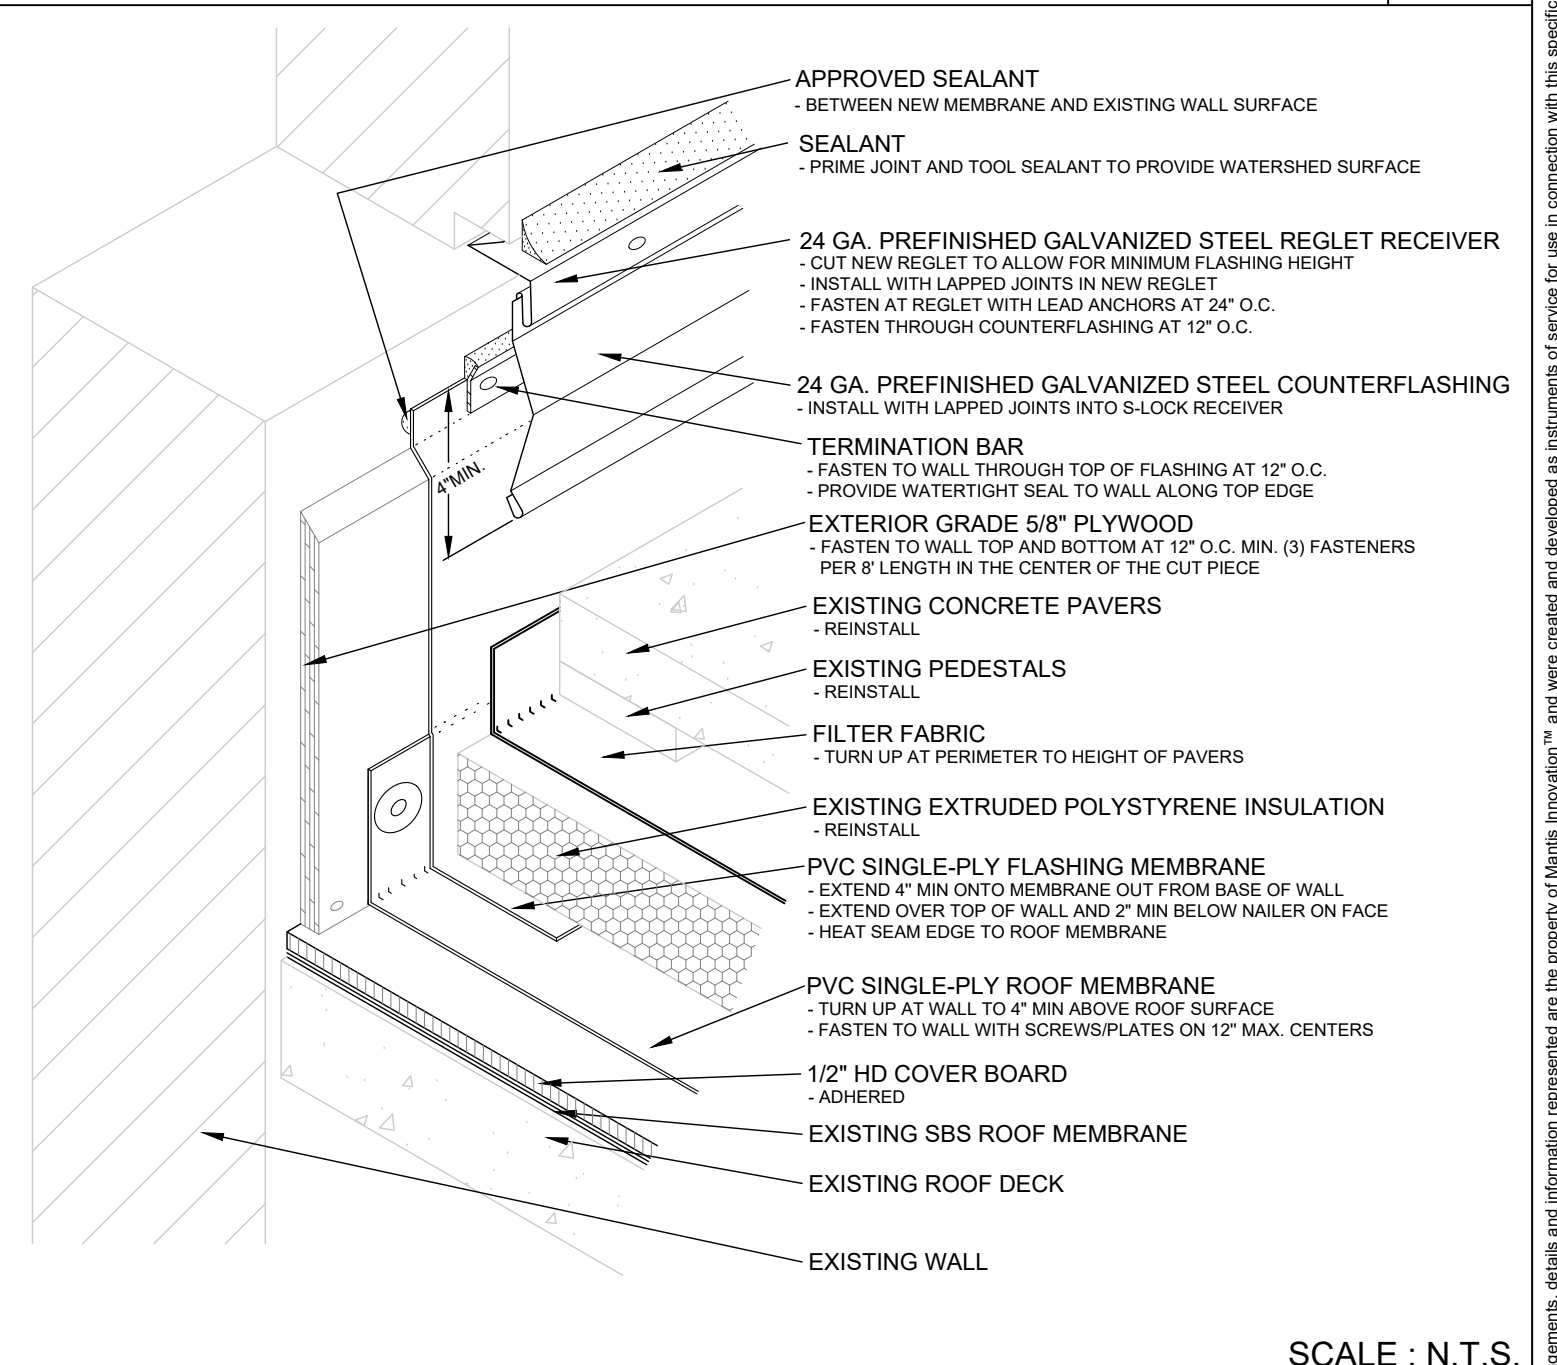 APPROVED SEALANT
- BETWEEN NEW MEMBRANE AND EXISTING WALL SURFACE
SEALANT
- PRIME JOINT AND TOOL SEALANT TO PROVIDE WATERSHED SURFACE
24 GA. PREFINISHED GALVANIZED STEEL REGLET RECEIVER
- CUT NEW REGLET TO ALLOW FOR MINIMUM FLASHING HEIGHT
- INSTALL WITH LAPPED JOINTS IN NEW REGLET
- FASTEN AT REGLET WITH LEAD ANCHORS AT 24" O.C.
- FASTEN THROUGH COUNTERFLASHING AT 12" O.C.
24 GA. PREFINISHED GALVANIZED STEEL COUNTERFLASHING
- INSTALL WITH LAPPED JOINTS INTO S-LOCK RECEIVER
TERMINATION BAR
- FASTEN TO WALL THROUGH TOP OF FLASHING AT 12" O.C.
- PROVIDE WATERTIGHT SEAL TO WALL ALONG TOP EDGE
4"MIN.
EXTERIOR GRADE 5/8" PLYWOOD
- FASTEN TO WALL TOP AND BOTTOM AT 12" O.C. MIN. (3) FASTENERS
PER 8' LENGTH IN THE CENTER OF THE CUT PIECE
EXISTING CONCRETE PAVERS
- REINSTALL
EXISTING PEDESTALS
- REINSTALL
FILTER FABRIC
- TURN UP AT PERIMETER TO HEIGHT OF PAVERS
EXISTING EXTRUDED POLYSTYRENE INSULATION
- REINSTALL
PVC SINGLE-PLY FLASHING MEMBRANE
- EXTEND 4" MIN ONTO MEMBRANE OUT FROM BASE OF WALL
- EXTEND OVER TOP OF WALL AND 2" MIN BELOW NAILER ON FACE
- HEAT SEAM EDGE TO ROOF MEMBRANE
PVC SINGLE-PLY ROOF MEMBRANE
- TURN UP AT WALL TO 4" MIN ABOVE ROOF SURFACE
- FASTEN TO WALL WITH SCREWS/PLATES ON 12" MAX. CENTERS
1/2" HD COVER BOARD
- ADHERED
EXISTING SBS ROOF MEMBRANE
EXISTING ROOF DECK
EXISTING WALL
SCALE : N.T.S.
details and information represented are the property of Mantis Innovation™ and were created and developed as instruments of service for use in connection with this